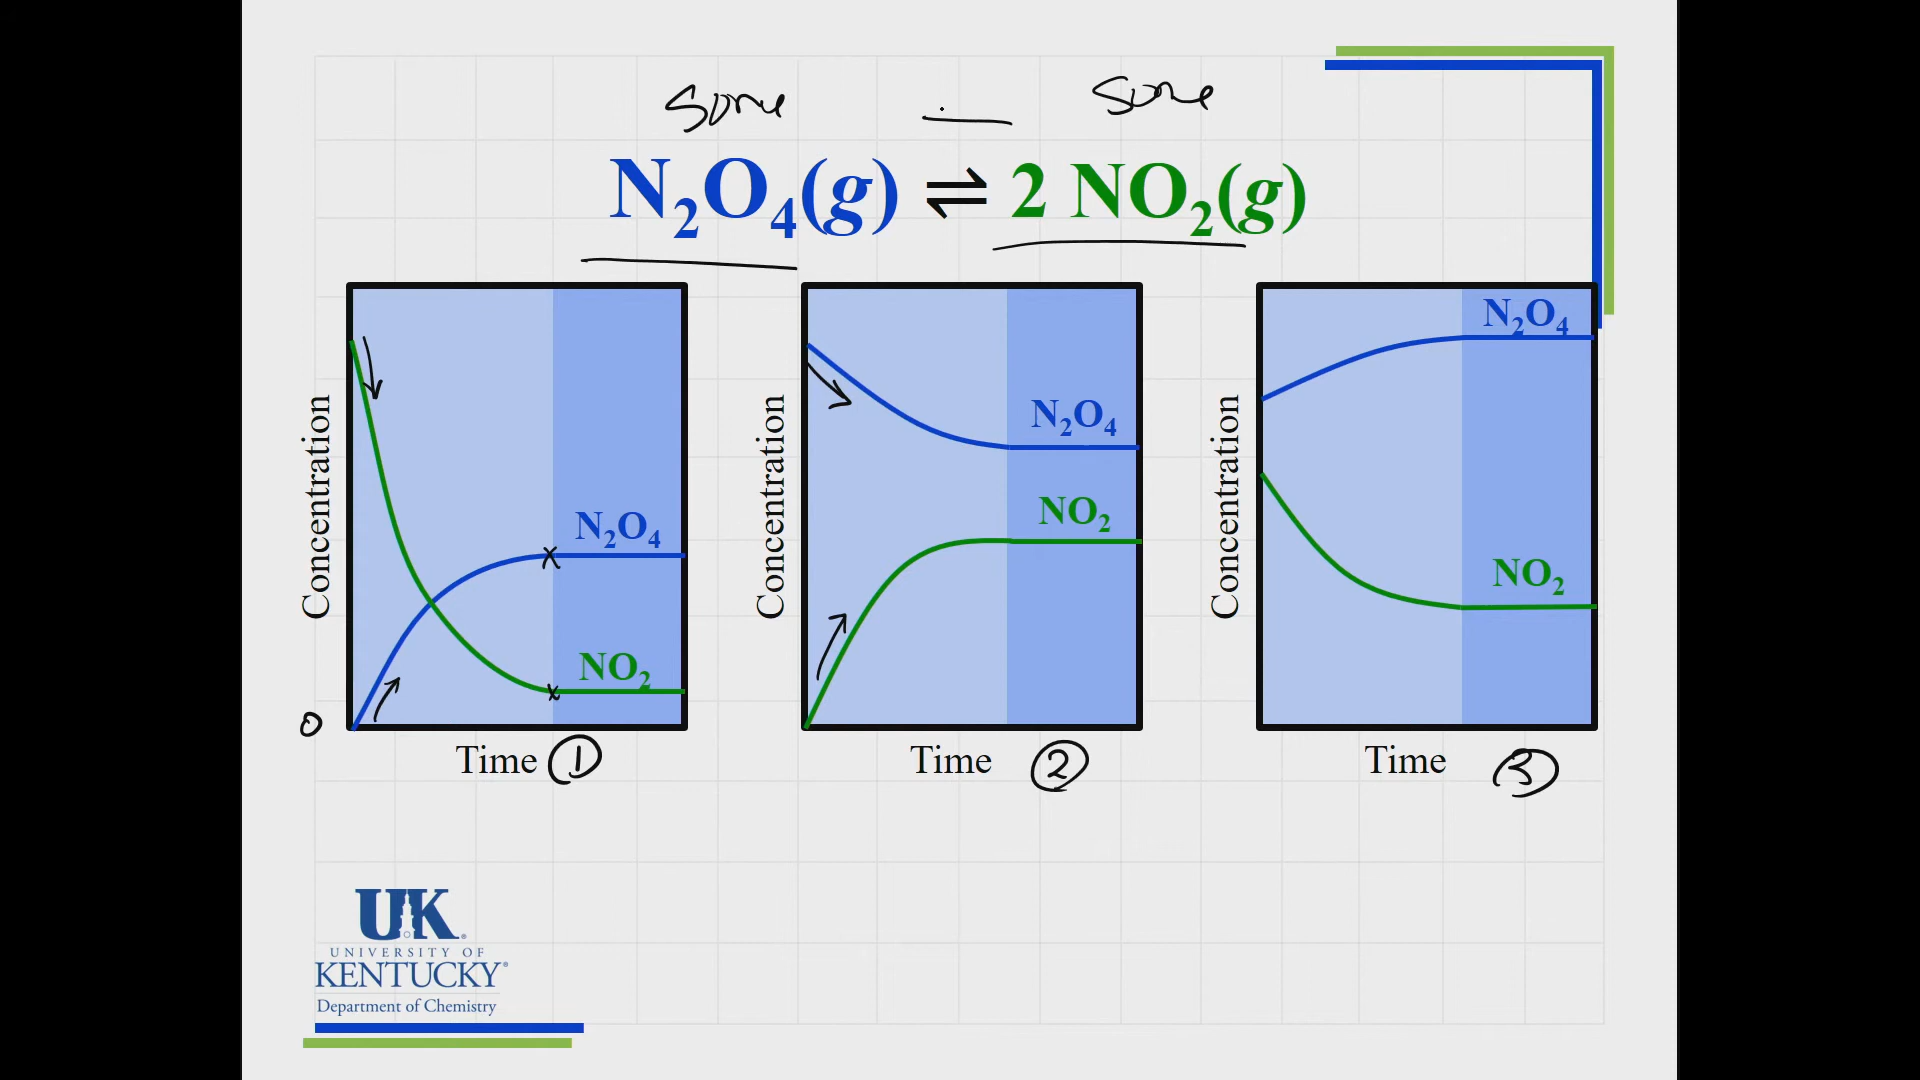 Some Some
N₂O₄(g) ⇌ 2 NO₂(g)
Concentration
N₂O₄
NO₂
0
Time ①
Concentration
N₂O₄
NO₂
Time ②
Concentration
N₂O₄
NO₂
Time ③
UK
UNIVERSITY OF
KENTUCKY®
Department of Chemistry